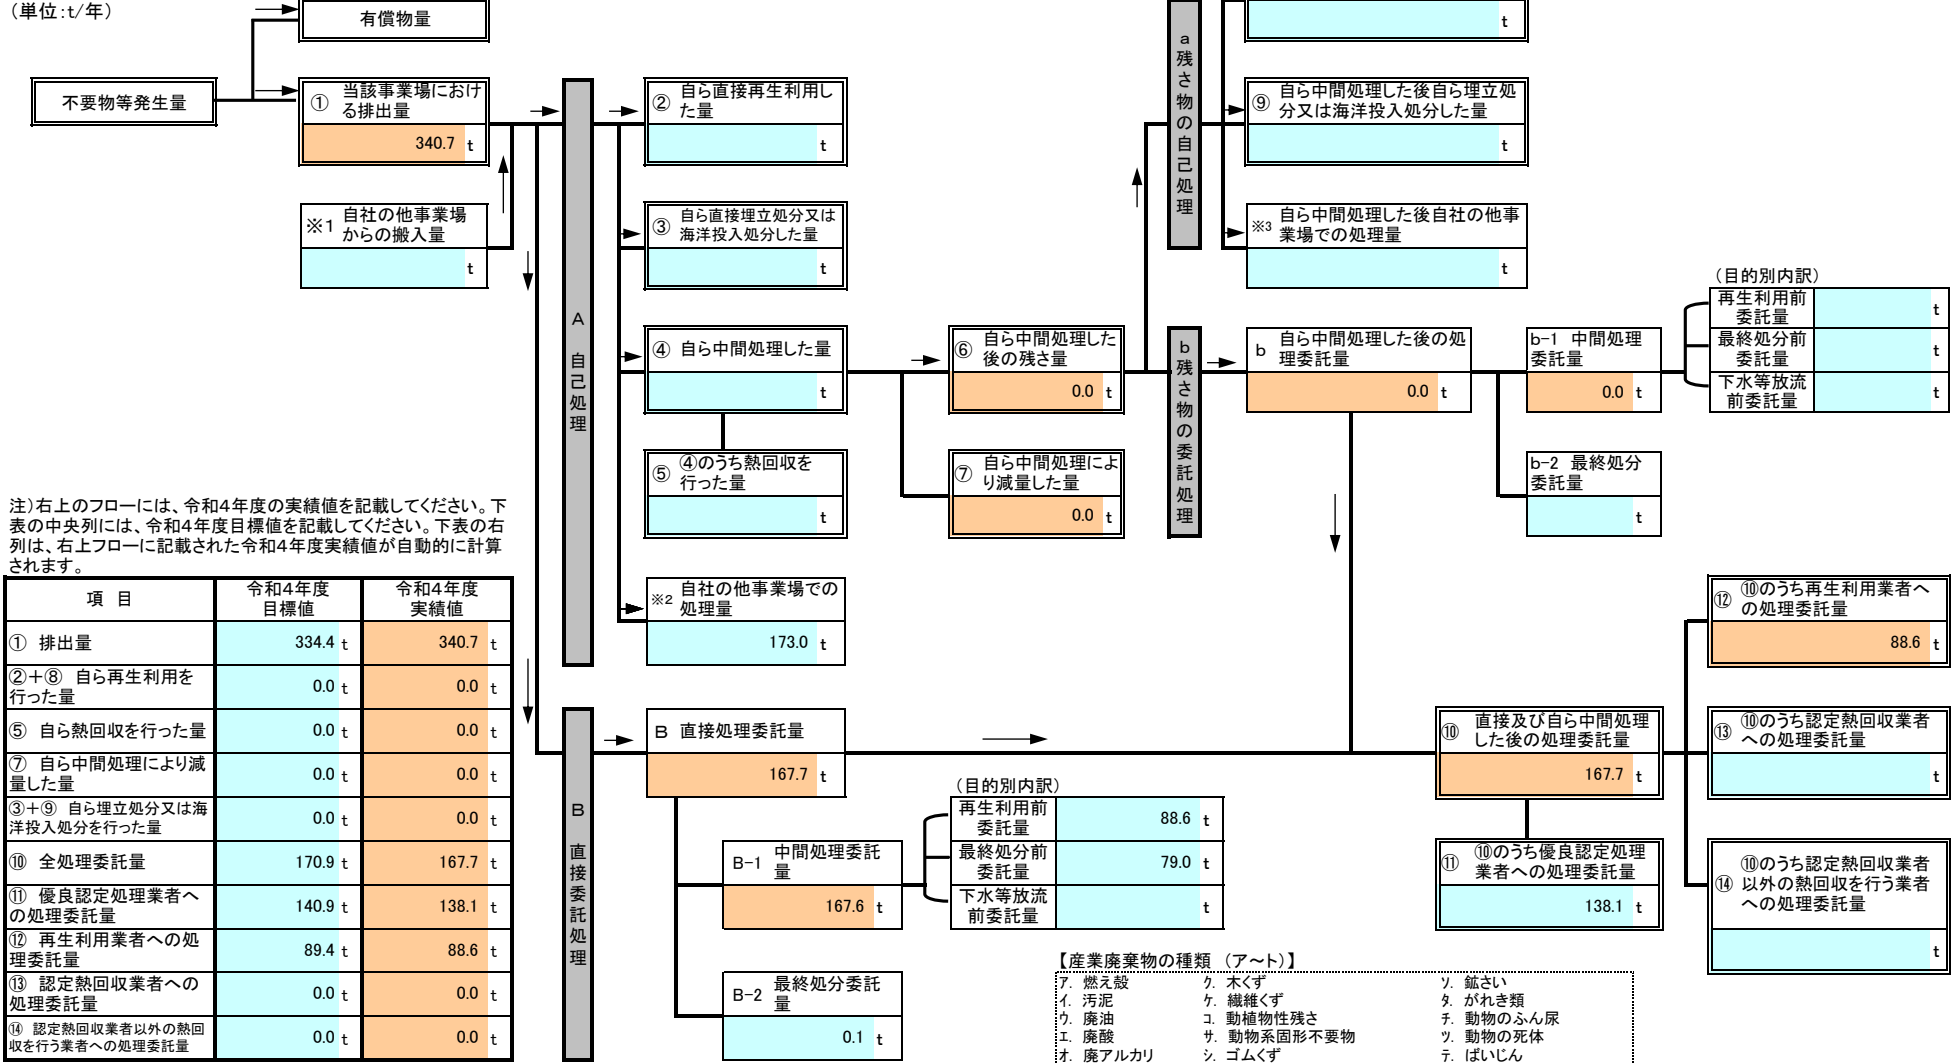 （単位:t/年）
有償物量
不要物等発生量
① 当該事業場におけ
る排出量
340.7 t
※1 自社の他事業場
からの搬入量
t
A 自己処理
② 自ら直接再生利用し
た量
t
③ 自ら直接埋立処分又は
海洋投入処分した量
t
④ 自ら中間処理した量
t
⑤ ④のうち熱回収を
行った量
t
※2 自社の他事業場での
処理量
173.0 t
⑥ 自ら中間処理した
後の残さ量
0.0 t
⑦ 自ら中間処理によ
り減量した量
0.0 t
a残さ物の自己処理
t
⑨ 自ら中間処理した後自ら埋立処
分又は海洋投入処分した量
t
※3 自ら中間処理した後自社の他事
業場での処理量
t
b残さ物の委託処理
b 自ら中間処理した後の処
理委託量
0.0 t
b-1 中間処理
委託量
0.0 t
（目的別内訳）
再生利用前
委託量
t
最終処分前
委託量
t
下水等放流
前委託量
t
b-2 最終処分
委託量
t
注）右上のフローには、令和４年度の実績値を記載してください。下
表の中央列には、令和４年度目標値を記載してください。下表の右
列は、右上フローに記載された令和４年度実績値が自動的に計算
されます。
項 目
令和４年度
目標値
令和４年度
実績値
① 排出量 334.4 t 340.7 t
②＋⑧ 自ら再生利用を
行った量 0.0 t 0.0 t
⑤ 自ら熱回収を行った量 0.0 t 0.0 t
⑦ 自ら中間処理により減
量した量 0.0 t 0.0 t
③＋⑨ 自ら埋立処分又は海
洋投入処分を行った量 0.0 t 0.0 t
⑩ 全処理委託量 170.9 t 167.7 t
⑪ 優良認定処理業者へ
の処理委託量 140.9 t 138.1 t
⑫ 再生利用業者への処
理委託量 89.4 t 88.6 t
⑬ 認定熱回収業者への
処理委託量 0.0 t 0.0 t
⑭ 認定熱回収業者以外の熱回
収を行う業者への処理委託量 0.0 t 0.0 t
B 直接委託処理
B 直接処理委託量
167.7 t
B-1 中間処理委託
量
167.6 t
（目的別内訳）
再生利用前
委託量
88.6 t
最終処分前
委託量
79.0 t
下水等放流
前委託量
t
B-2 最終処分委託
量
0.1 t
⑩ 直接及び自ら中間処理
した後の処理委託量
167.7 t
⑪ ⑩のうち優良認定処理
業者への処理委託量
138.1 t
⑫ ⑩のうち再生利用業者へ
の処理委託量
88.6 t
⑬ ⑩のうち認定熱回収業者
への処理委託量
t
⑭ ⑩のうち認定熱回収業者
以外の熱回収を行う業者
への処理委託量
t
【産業廃棄物の種類 （ア～ト）】
ア. 燃え殻 ク. 木くず ソ. 鉱さい
イ. 汚泥 ケ. 繊維くず タ. がれき類
ウ. 廃油 コ. 動植物性残さ チ. 動物のふん尿
エ. 廃酸 サ. 動物系固形不要物 ツ. 動物の死体
オ. 廃アルカリ シ. ゴムくず テ. ばいじん